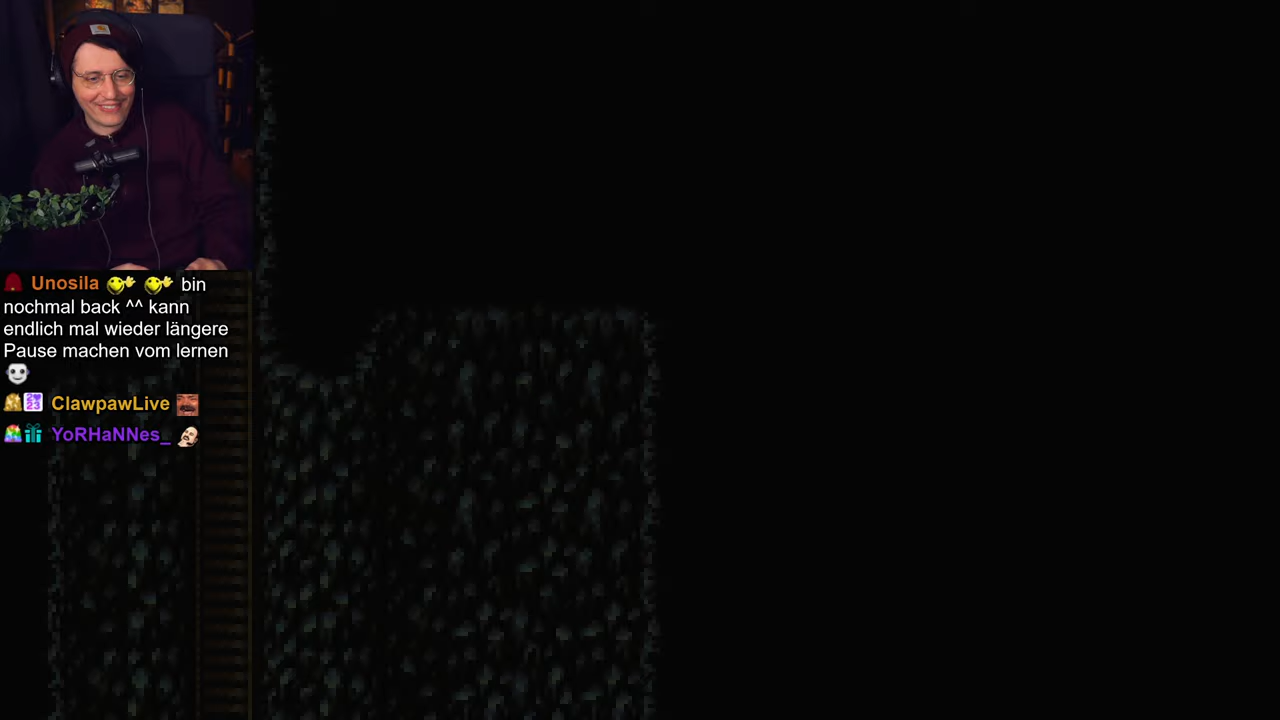 Unosila bin
nochmal back ^^ kann
endlich mal wieder längere
Pause machen vom lernen
ClawpawLive
YoRHaNNes_